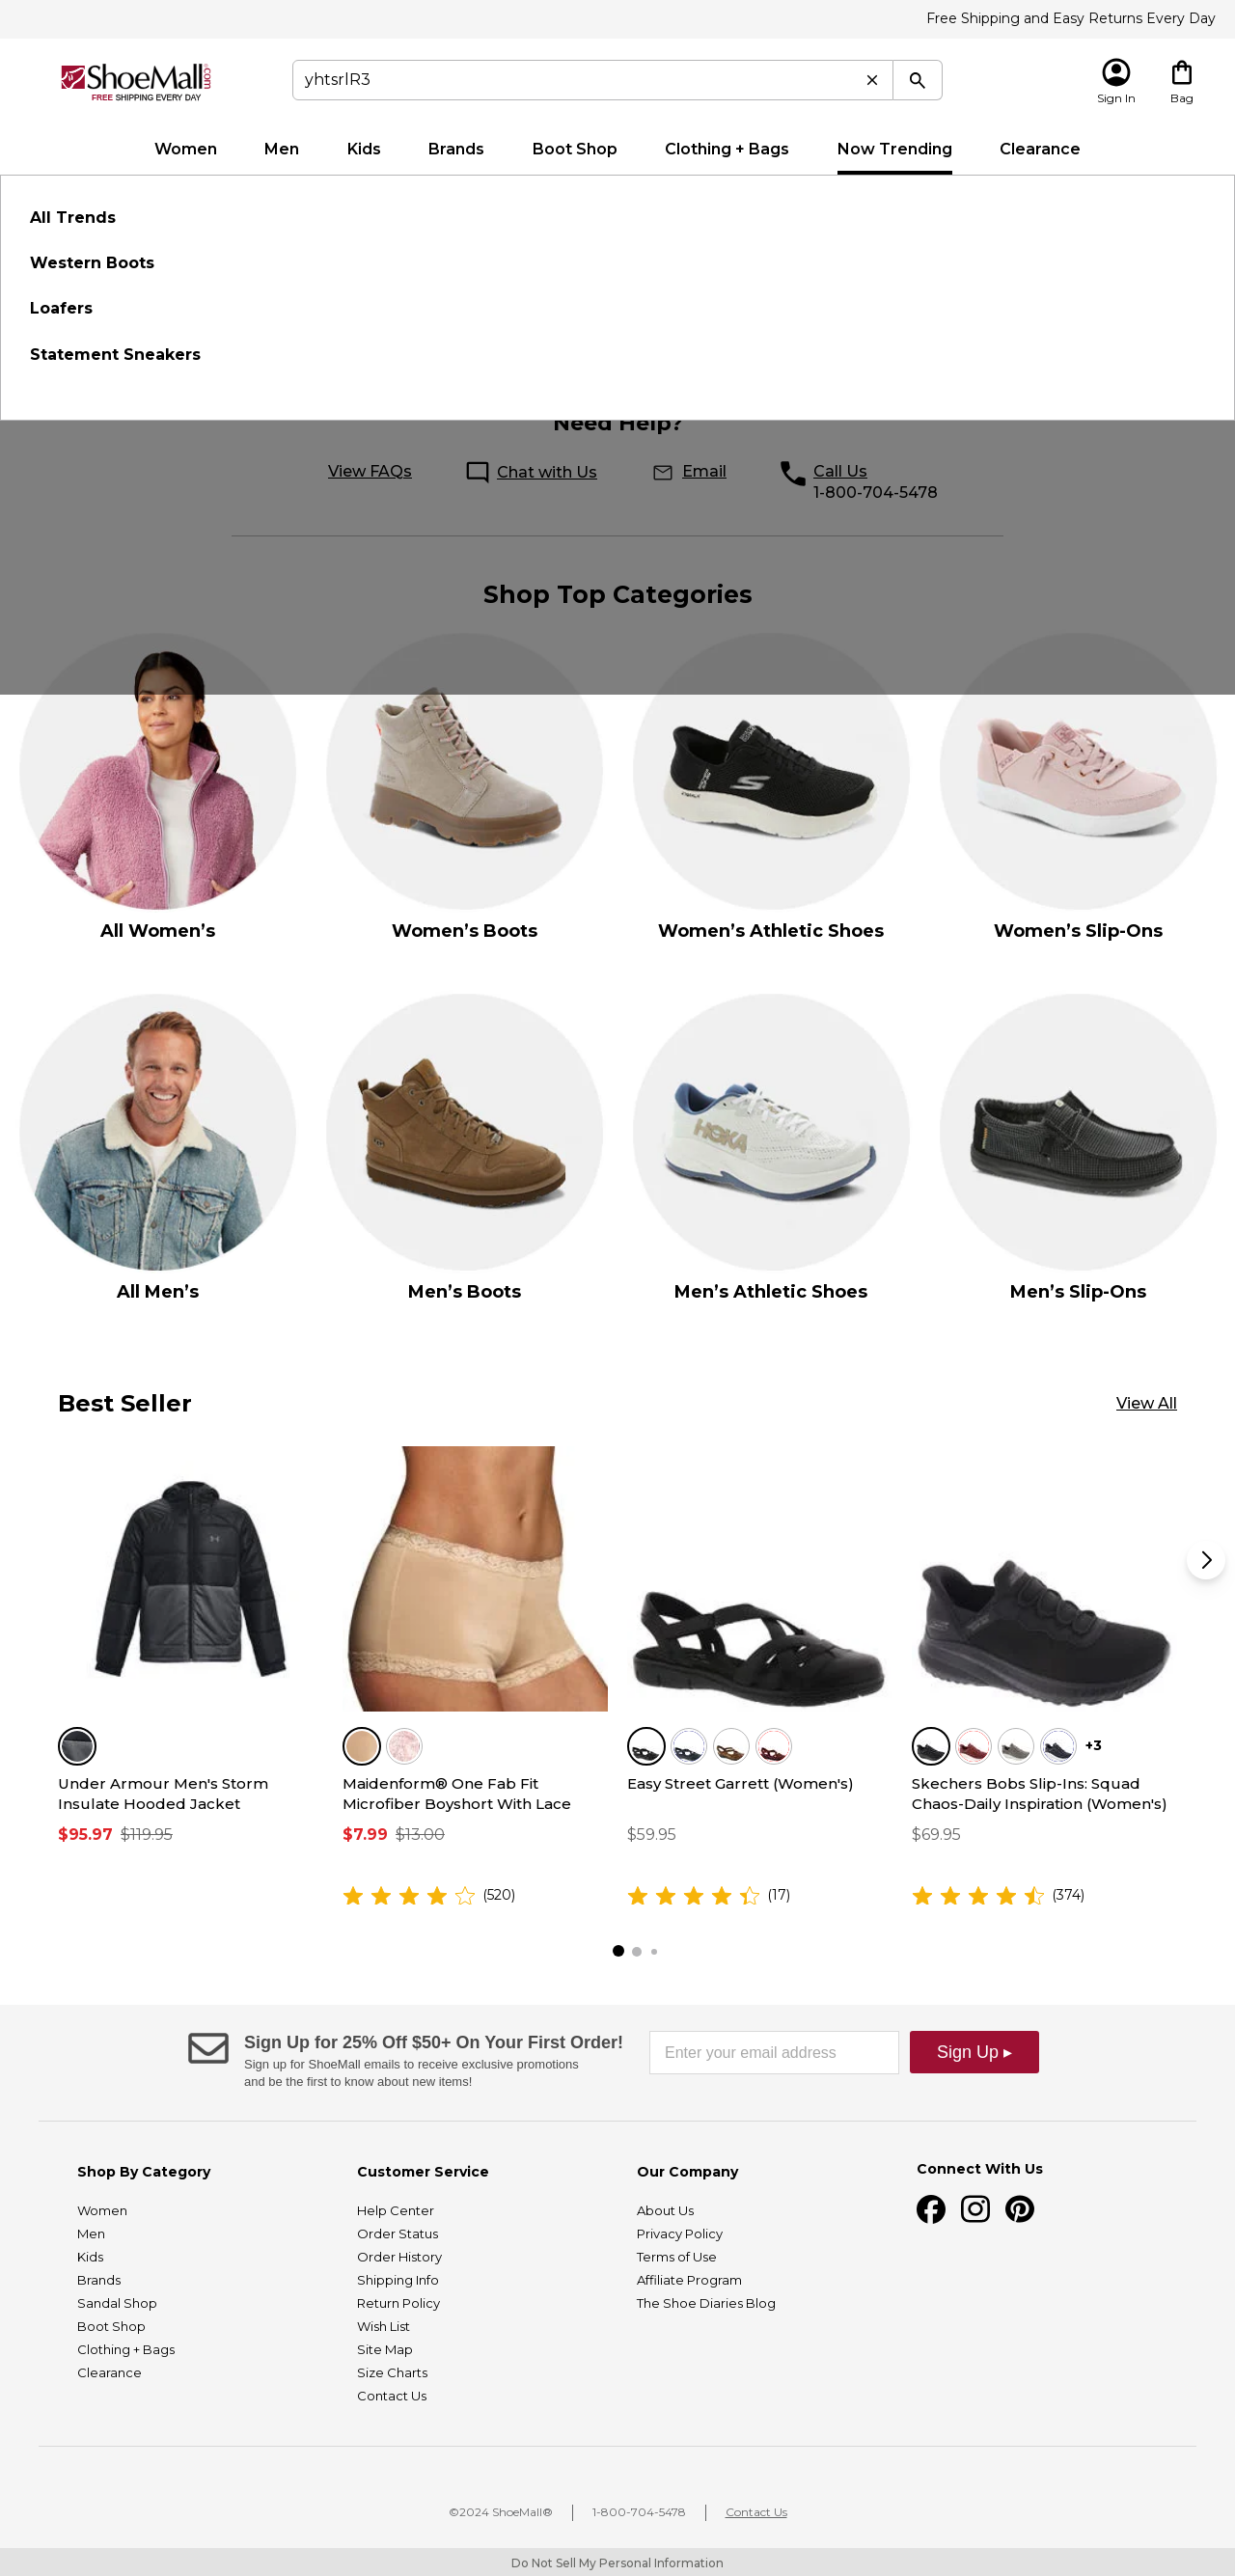 Free Shipping and Easy Returns Every Day
ShoeMall.com
FREE SHIPPING EVERY DAY
yhtsrlR3
Sign In
Bag
Women
Men
Kids
Brands
Boot Shop
Clothing + Bags
Now Trending
Clearance
All Trends
Western Boots
Loafers
Statement Sneakers
Need Help?
View FAQs
Chat with Us
Email
Call Us
1-800-704-5478
Shop Top Categories
All Women’s
Women’s Boots
Women’s Athletic Shoes
Women’s Slip-Ons
HOKA
All Men’s
Men’s Boots
Men’s Athletic Shoes
Men’s Slip-Ons
Best Seller
View All
+3
Under Armour Men's Storm
Insulate Hooded Jacket
$95.97 $119.95
Maidenform® One Fab Fit
Microfiber Boyshort With Lace
$7.99 $13.00
(520)
Easy Street Garrett (Women's)
$59.95
(17)
Skechers Bobs Slip-Ins: Squad
Chaos-Daily Inspiration (Women's)
$69.95
(374)
Sign Up for 25% Off $50+ On Your First Order!
Sign up for ShoeMall emails to receive exclusive promotions
and be the first to know about new items!
Enter your email address
Sign Up ▸
Shop By Category
Women
Men
Kids
Brands
Sandal Shop
Boot Shop
Clothing + Bags
Clearance
Customer Service
Help Center
Order Status
Order History
Shipping Info
Return Policy
Wish List
Site Map
Size Charts
Contact Us
Our Company
About Us
Privacy Policy
Terms of Use
Affiliate Program
The Shoe Diaries Blog
Connect With Us
©2024 ShoeMall®
1-800-704-5478
Contact Us
Do Not Sell My Personal Information